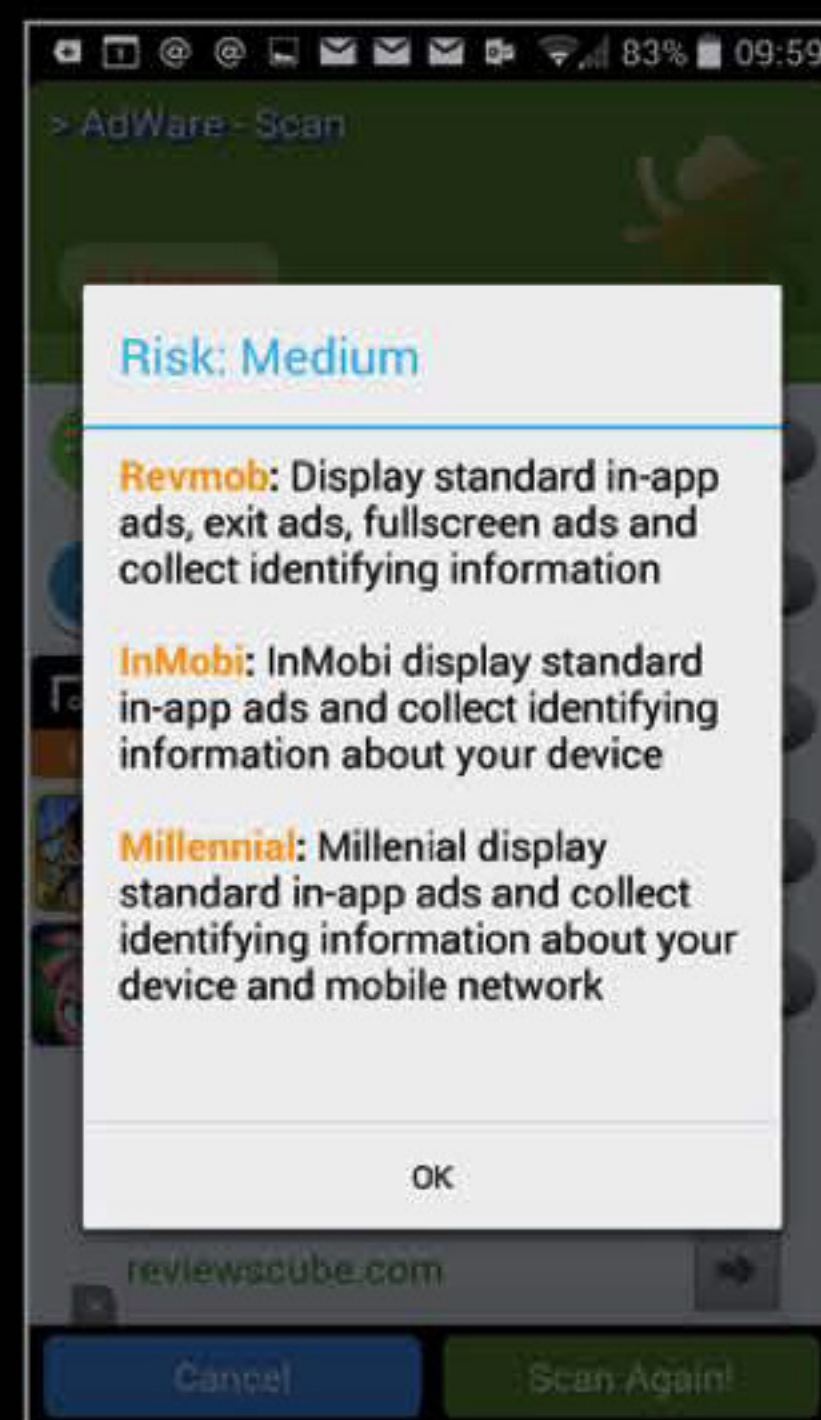 83% 09:59
> AdWare - Scan
Risk: Medium
Revmob: Display standard in-app
ads, exit ads, fullscreen ads and
collect identifying information
InMobi: InMobi display standard
in-app ads and collect identifying
information about your device
Millennial: Millenial display
standard in-app ads and collect
identifying information about your
device and mobile network
OK
reviewscube.com
Cancel
Scan Again!